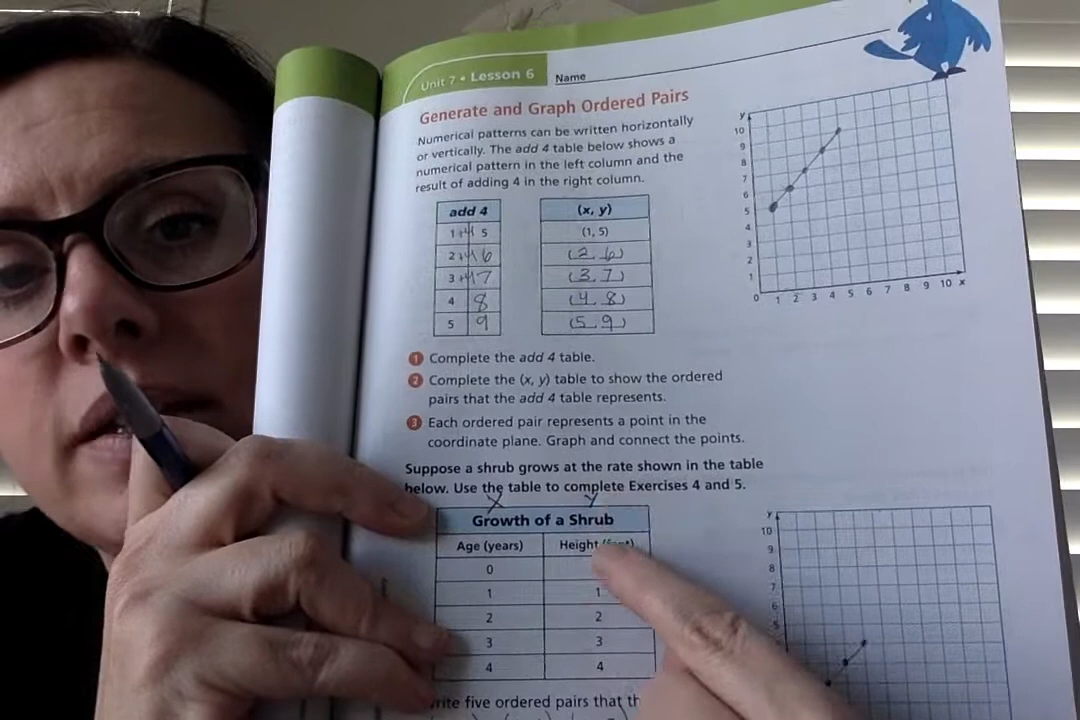 Unit 7 • Lesson 6
Name
Generate and Graph Ordered Pairs
Numerical patterns can be written horizontally
or vertically. The add 4 table below shows a
numerical pattern in the left column and the
result of adding 4 in the right column.
add 4
1 +4 5
2 +4 6
3 +4 7
4 8
5 9
(x, y)
(1, 5)
(2, 6)
(3, 7)
(4, 8)
(5, 9)
y
10
9
8
7
6
5
4
3
2
1
0 1 2 3 4 5 6 7 8 9 10 x
1 Complete the add 4 table.
2 Complete the (x, y) table to show the ordered
pairs that the add 4 table represents.
3 Each ordered pair represents a point in the
coordinate plane. Graph and connect the points.
Suppose a shrub grows at the rate shown in the table
below. Use the table to complete Exercises 4 and 5.
X Y
Growth of a Shrub
Age (years) Height
0
1 1
2 2
3 3
4 4
y
10
9
8
7
6
5
five ordered pairs